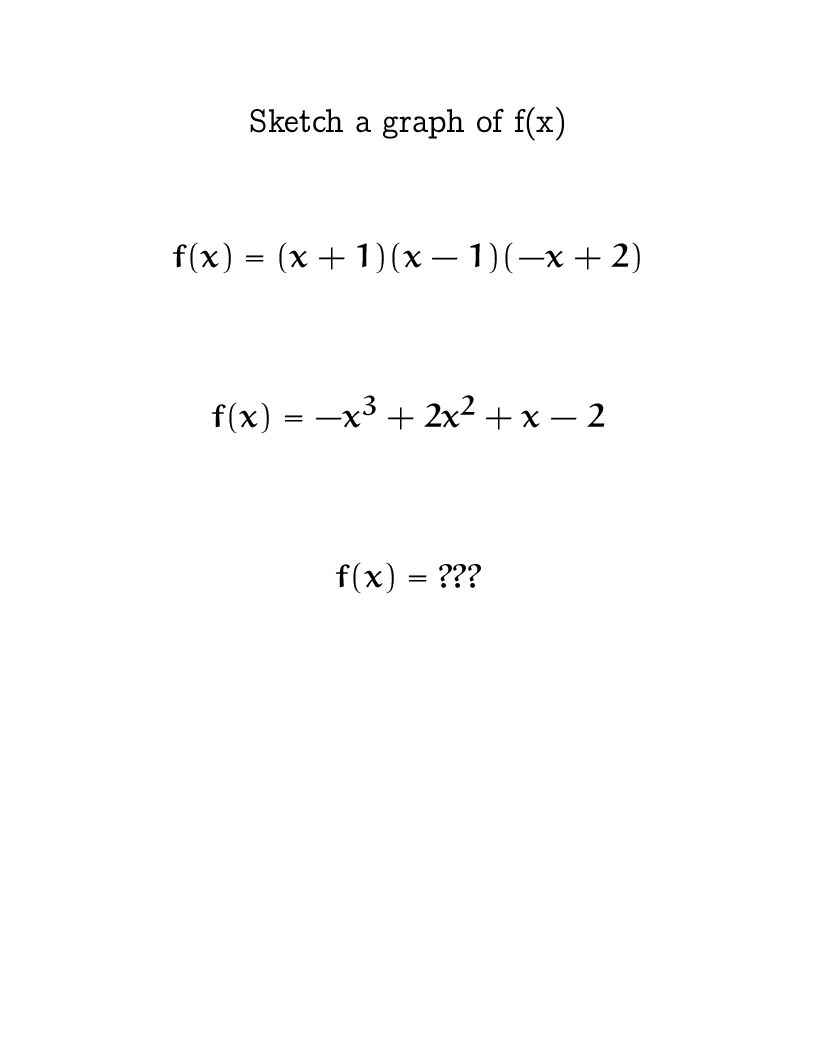 Sketch a graph of f(x)
f(x) = (x + 1)(x − 1)(−x + 2)
f(x) = −x³ + 2x² + x − 2
f(x) = ???